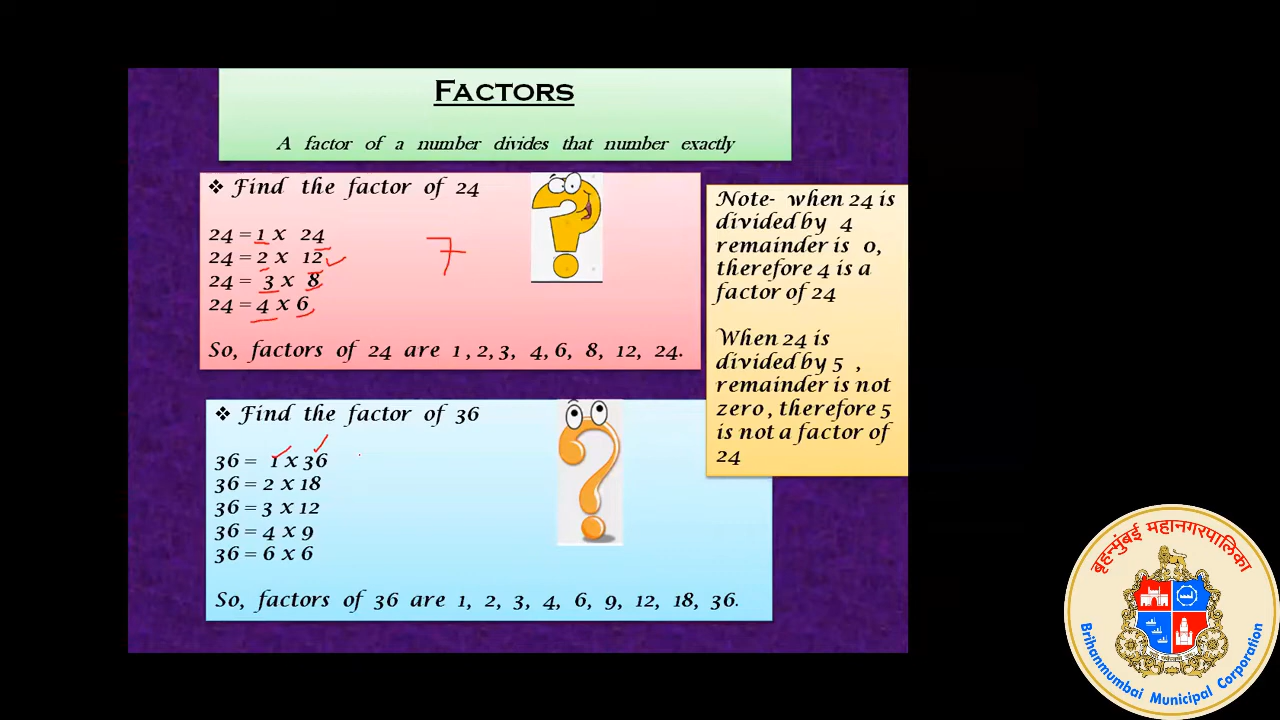 FACTORS
A factor of a number divides that number exactly
❖ Find the factor of 24
24 = 1 x 24
24 = 2 x 12
24 = 3 x 8
24 = 4 x 6
7
So, factors of 24 are 1 , 2, 3, 4, 6, 8, 12, 24.
Note- when 24 is
divided by 4
remainder is 0,
therefore 4 is a
factor of 24
When 24 is
divided by 5 ,
remainder is not
zero , therefore 5
is not a factor of
24
❖ Find the factor of 36
36 = 1 x 36
36 = 2 x 18
36 = 3 x 12
36 = 4 x 9
36 = 6 x 6
So, factors of 36 are 1, 2, 3, 4, 6, 9, 12, 18, 36.
बृहन्मुंबई महानगरपालिका
Brihanmumbai Municipal Corporation